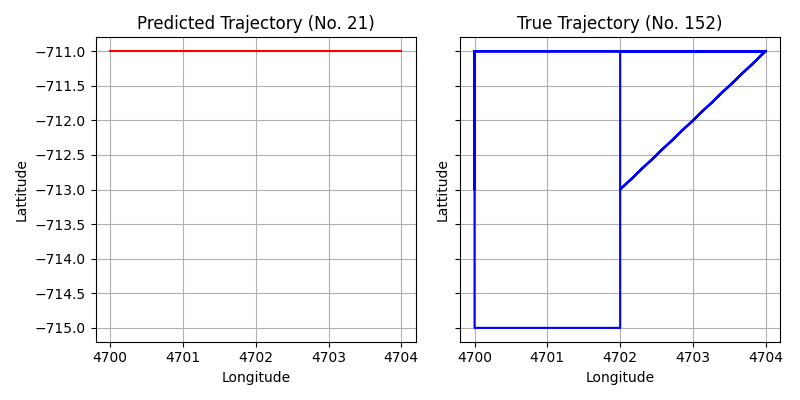 Predicted Trajectory (No. 21)
True Trajectory (No. 152)
−711.0
−711.5
−712.0
−712.5
−713.0
−713.5
−714.0
−714.5
−715.0
Lattitude
Lattitude
4700 4701 4702 4703 4704
4700 4701 4702 4703 4704
Longitude
Longitude